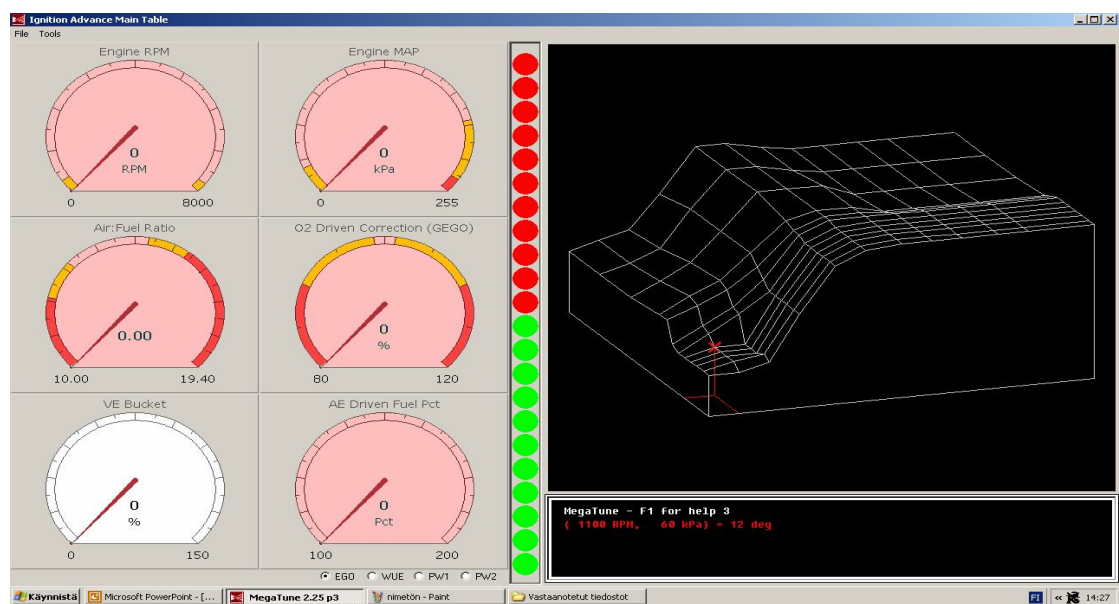 Ignition Advance Main Table
File Tools
Engine RPM
0
RPM
0 8000
Engine MAP
0
kPa
0 255
Air:Fuel Ratio
0.00
10.00 19.40
O2 Driven Correction (GEGO)
0
%
80 120
VE Bucket
0
%
0 150
AE Driven Fuel Pct
0
Pct
100 200
EGO WUE PW1 PW2
MegaTune - F1 for help 3
( 1100 RPM, 60 kPa) = 12 deg
Käynnistä Microsoft PowerPoint - [... MegaTune 2.25 p3 nimetön - Paint Vastaanotetut tiedostot FI « 14:27